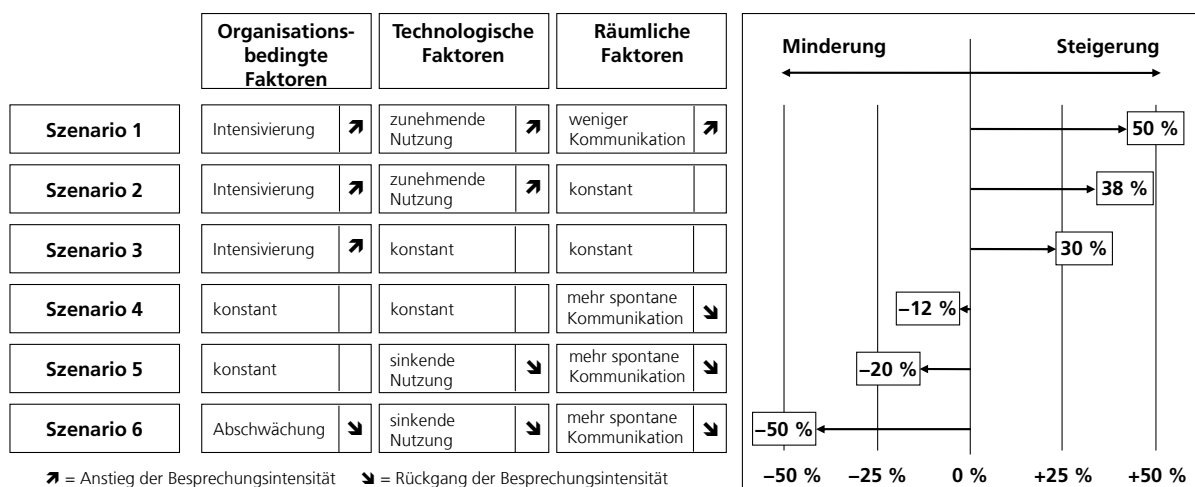 Organisations-
bedingte
Faktoren
Technologische
Faktoren
Räumliche
Faktoren
Minderung
Steigerung
Szenario 1
Intensivierung
zunehmende
Nutzung
weniger
Kommunikation
50 %
Szenario 2
Intensivierung
zunehmende
Nutzung
konstant
38 %
Szenario 3
Intensivierung
konstant
konstant
30 %
Szenario 4
konstant
konstant
mehr spontane
Kommunikation
–12 %
Szenario 5
konstant
sinkende
Nutzung
mehr spontane
Kommunikation
–20 %
Szenario 6
Abschwächung
sinkende
Nutzung
mehr spontane
Kommunikation
–50 %
= Anstieg der Besprechungsintensität
= Rückgang der Besprechungsintensität
–50 %
–25 %
0 %
+25 %
+50 %